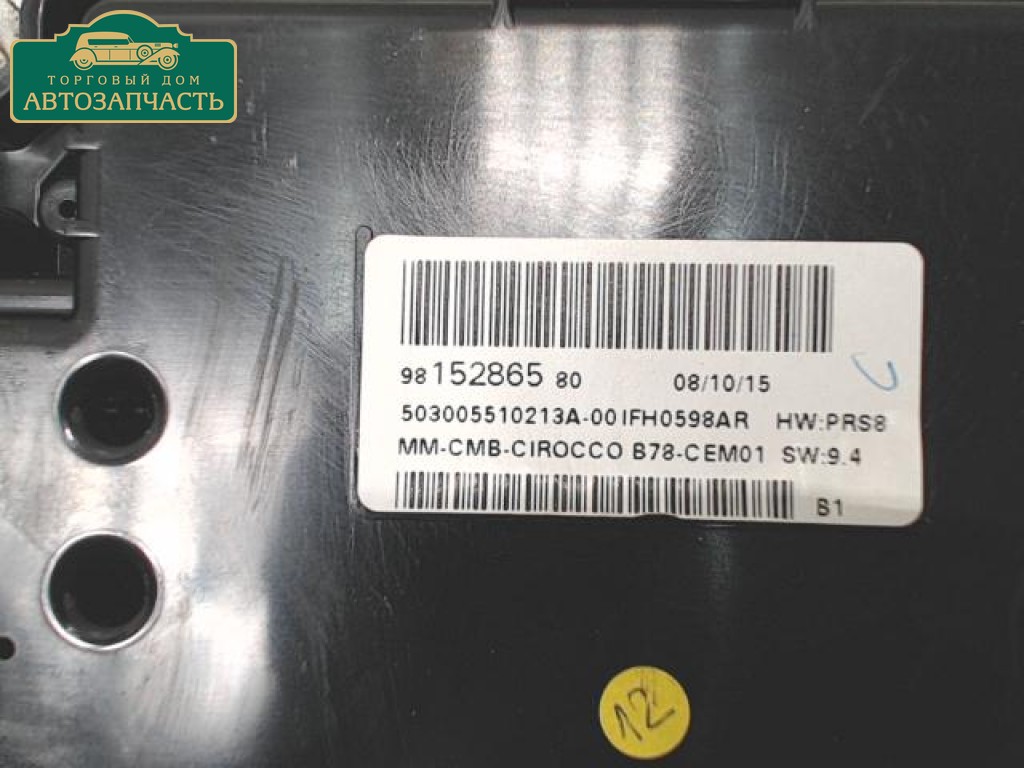 ТОРГОВЫЙ ДОМ
АВТОЗАПЧАСТЬ
98 152865 80 08/10/15
503005510213A-00 IFH0598AR HW:PRS8
MM-CMB-CIROCCO B78-CEM01 SW:9.4
B1
12